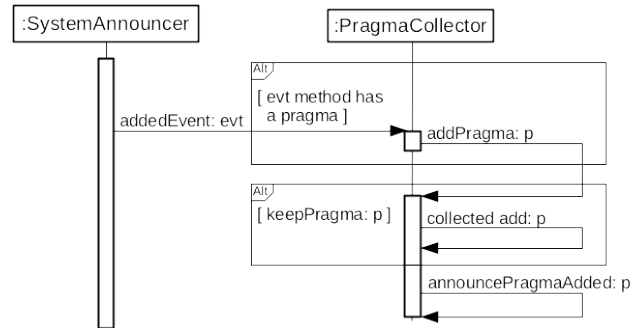 :SystemAnnouncer
:PragmaCollector
Alt
[ evt method has
a pragma ]
addedEvent: evt
addPragma: p
Alt
[ keepPragma: p ]
collected add: p
announcePragmaAdded: p